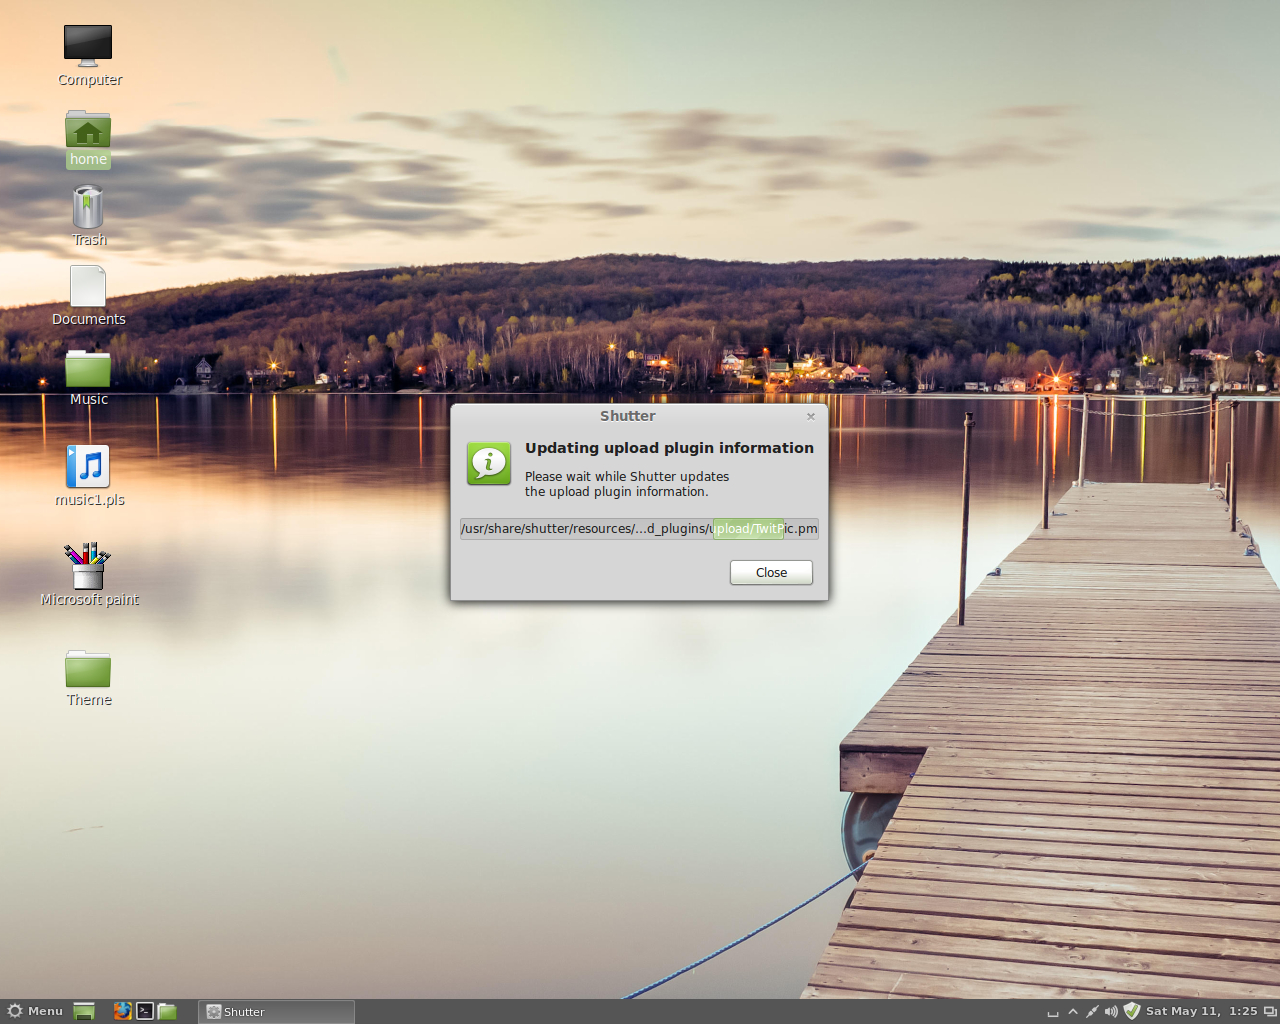 Computer
home
Trash
Documents
Music
music1.pls
Microsoft paint
Theme
Shutter
Updating upload plugin information
Please wait while Shutter updates
the upload plugin information.
/usr/share/shutter/resources/...d_plugins/upload/TwitPic.pm
Close
Menu
Shutter
Sat May 11, 1:25